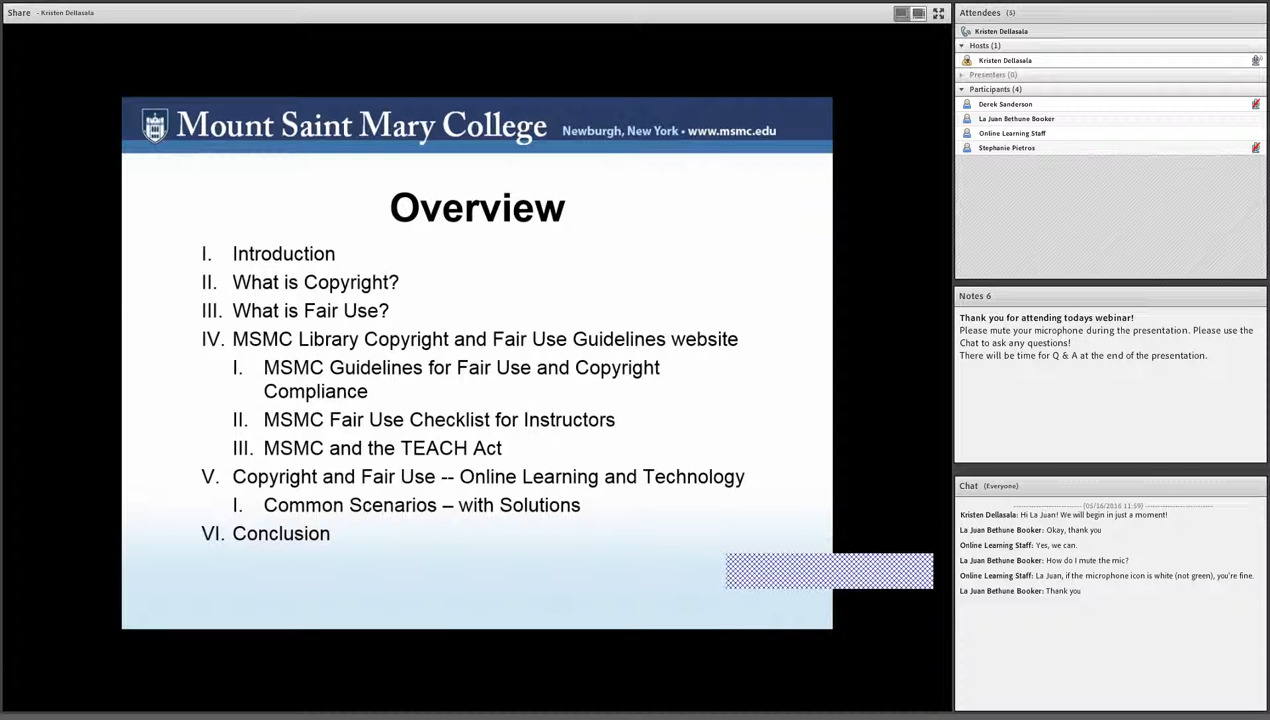 Share - Kristen Dellasala
Mount Saint Mary College Newburgh, New York • www.msmc.edu
Overview
I. Introduction
II. What is Copyright?
III. What is Fair Use?
IV. MSMC Library Copyright and Fair Use Guidelines website
I. MSMC Guidelines for Fair Use and Copyright
Compliance
II. MSMC Fair Use Checklist for Instructors
III. MSMC and the TEACH Act
V. Copyright and Fair Use -- Online Learning and Technology
I. Common Scenarios – with Solutions
VI. Conclusion
Attendees (5)
Kristen Dellasala
Hosts (1)
Kristen Dellasala
Presenters (0)
Participants (4)
Derek Sanderson
La Juan Bethune Booker
Online Learning Staff
Stephanie Pietros
Notes 6
Thank you for attending todays webinar!
Please mute your microphone during the presentation. Please use the
Chat to ask any questions!
There will be time for Q & A at the end of the presentation.
Chat (Everyone)
(05/16/2016 11:59)
Kristen Dellasala: Hi La Juan! We will begin in just a moment!
La Juan Bethune Booker: Okay, thank you
Online Learning Staff: Yes, we can.
La Juan Bethune Booker: How do I mute the mic?
Online Learning Staff: La Juan, if the microphone icon is white (not green), you're fine.
La Juan Bethune Booker: Thank you